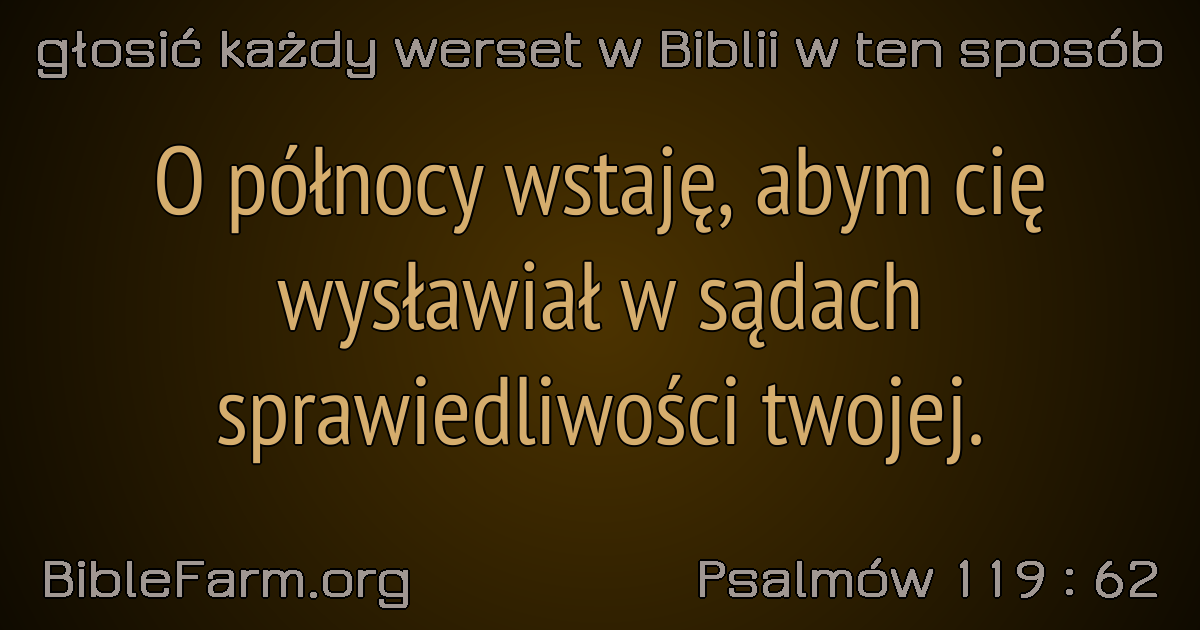 głosić każdy werset w Biblii w ten sposób
O północy wstaję, abym cię
wysławiał w sądach
sprawiedliwości twojej.
BibleFarm.org
Psalmów 119 : 62